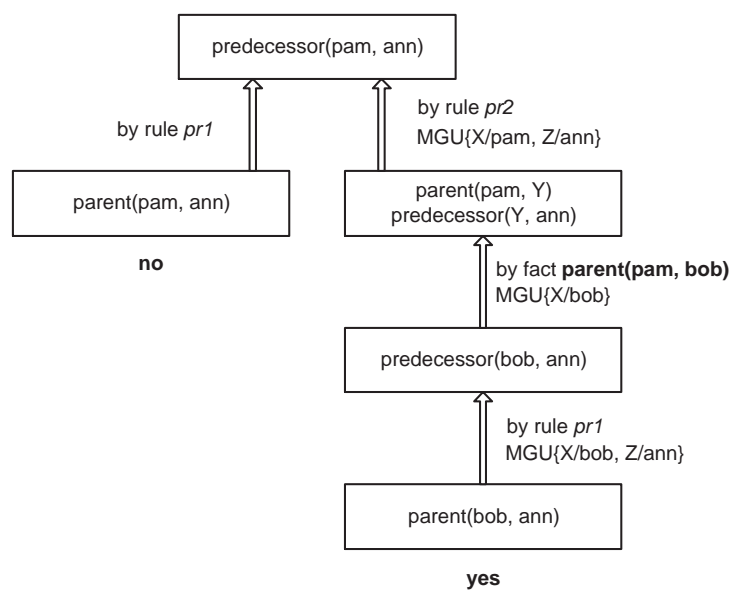 predecessor(pam, ann)
by rule pr1
by rule pr2
MGU{X/pam, Z/ann}
parent(pam, ann)
no
parent(pam, Y)
predecessor(Y, ann)
by fact parent(pam, bob)
MGU{X/bob}
predecessor(bob, ann)
by rule pr1
MGU{X/bob, Z/ann}
parent(bob, ann)
yes